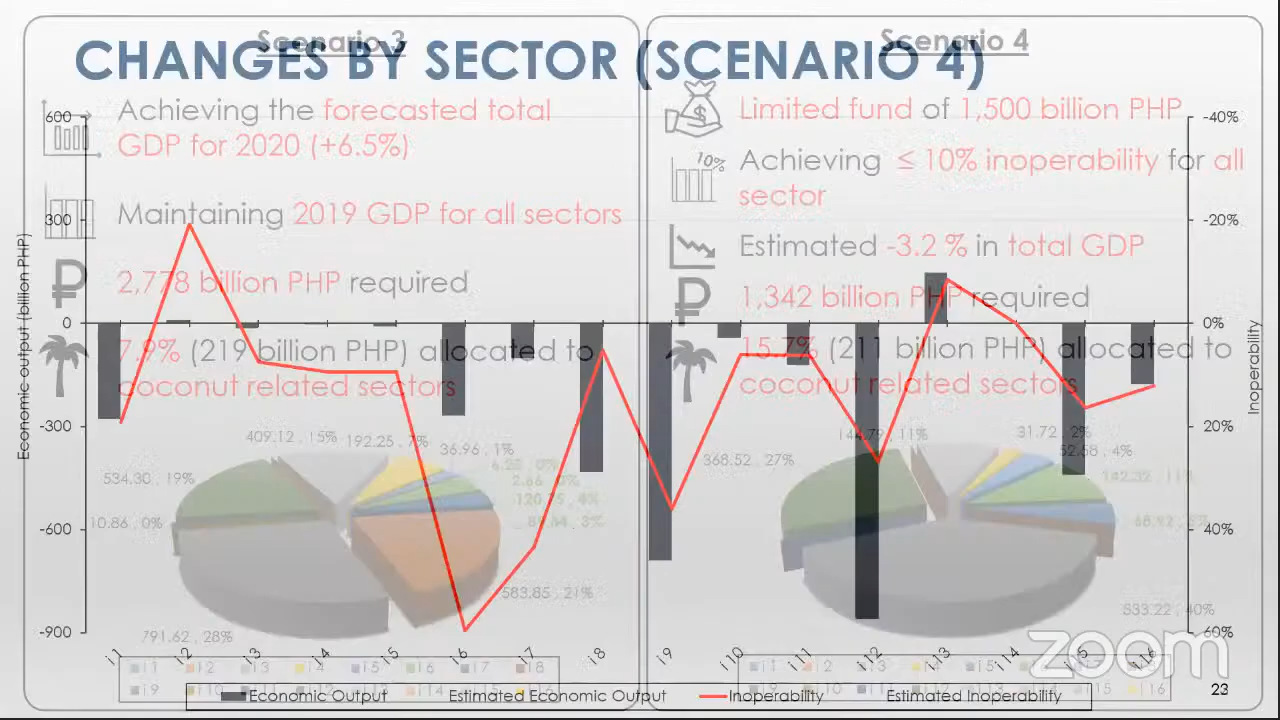 CHANGES BY SECTOR (SCENARIO 4)
Scenario 3
Achieving the forecasted total
GDP for 2020 (+6.5%)
Maintaining 2019 GDP for all sectors
2,778 billion PHP required
7.9% (219 billion PHP) allocated to
coconut related sectors
409.12 , 15%
192.25 , 7%
36.96 , 1%
534.30 , 19%
10.86 , 0%
583.85 , 21%
791.62 , 28%
Scenario 4
Limited fund of 1,500 billion PHP
10%
Achieving ≤ 10% inoperability for all
sector
Estimated -3.2 % in total GDP
1,342 billion PHP required
15.7% (211 billion PHP) allocated to
coconut related sectors
144.79 , 11%
31.72 , 2%
52.58 , 4%
368.52 , 27%
142.32 , 11%
533.22 , 40%
Economic output (billion PHP)
600
300
0
-300
-600
-900
Inoperability
-40%
-20%
0%
20%
40%
60%
i1 i2 i3 i4 i5 i6 i7 i8 i9 i10 i11 i12 i13 i14 i15 i16
Economic Output Estimated Economic Output Inoperability Estimated Inoperability
zoom
23